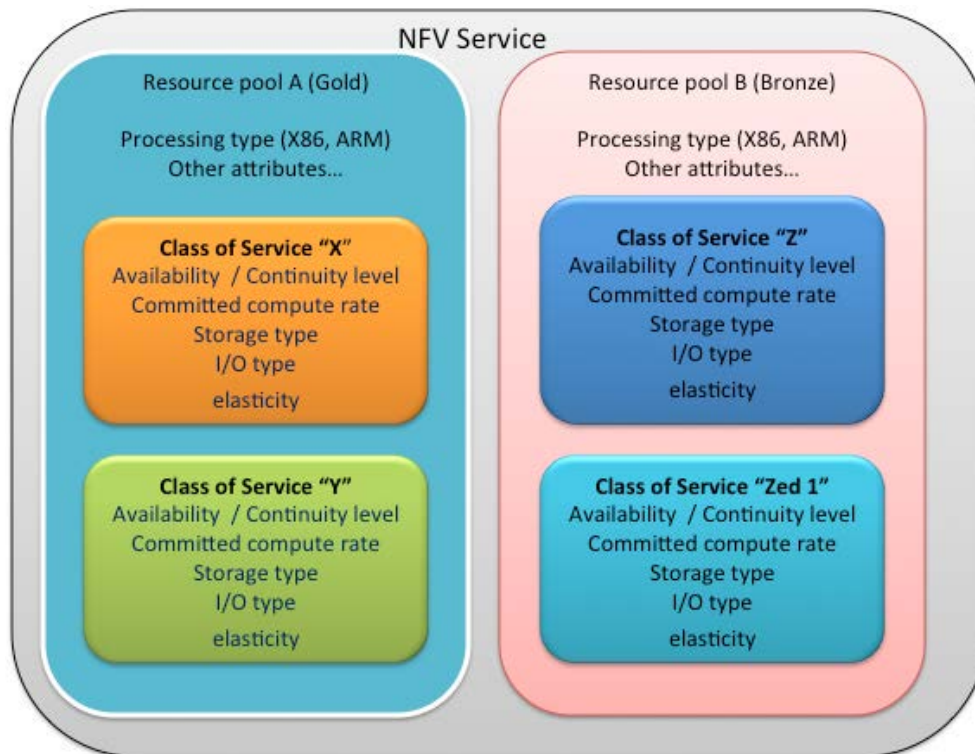 NFV Service
Resource pool A (Gold)
Processing type (X86, ARM)
Other attributes...
Class of Service “X”
Availability / Continuity level
Committed compute rate
Storage type
I/O type
elasticity
Class of Service “Y”
Availability / Continuity level
Committed compute rate
Storage type
I/O type
elasticity
Resource pool B (Bronze)
Processing type (X86, ARM)
Other attributes...
Class of Service “Z”
Availability / Continuity level
Committed compute rate
Storage type
I/O type
elasticity
Class of Service “Zed 1”
Availability / Continuity level
Committed compute rate
Storage type
I/O type
elasticity